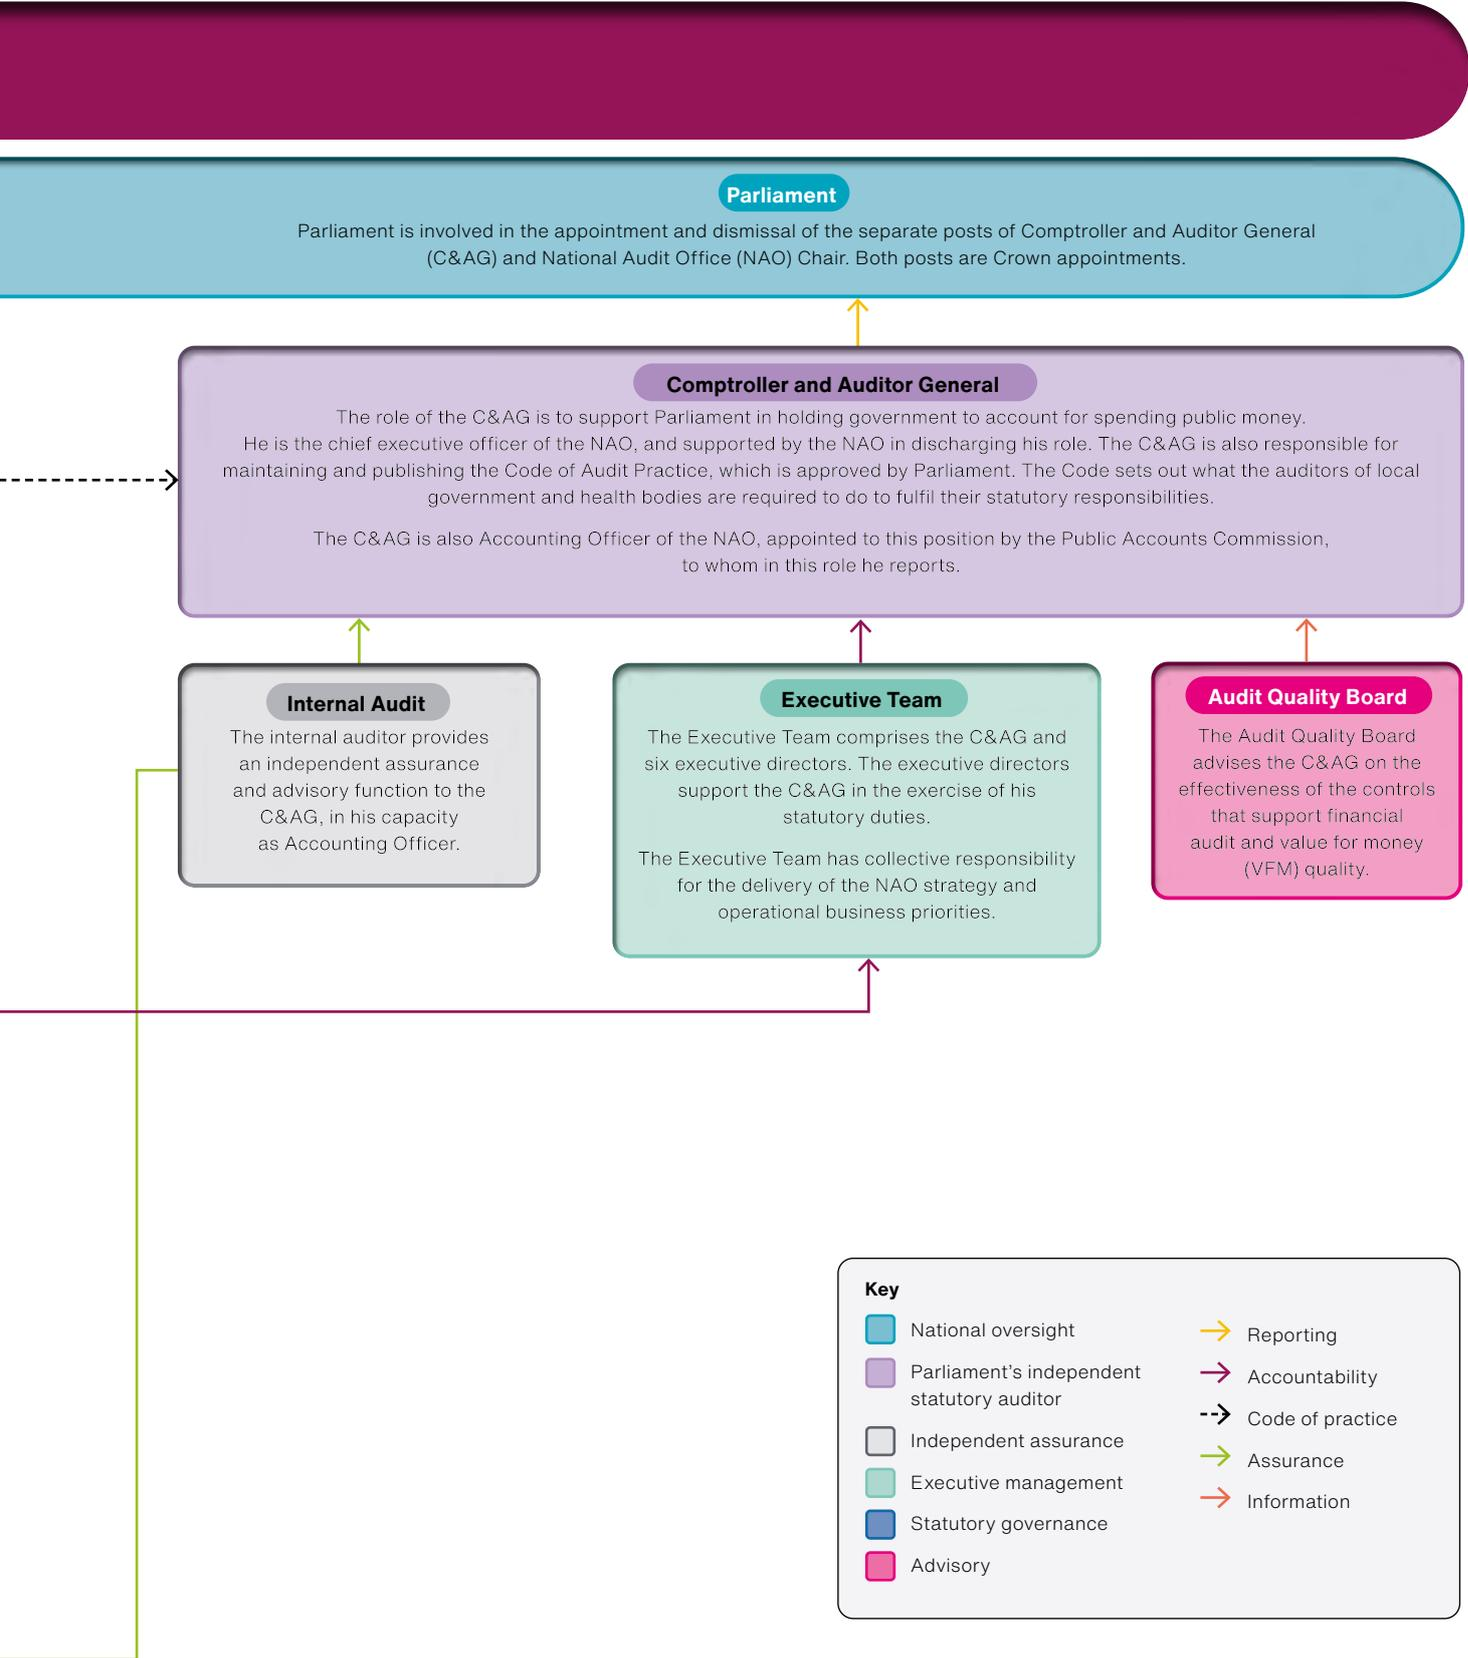 Parliament
Parliament is involved in the appointment and dismissal of the separate posts of Comptroller and Auditor General
(C&AG) and National Audit Office (NAO) Chair. Both posts are Crown appointments.
Comptroller and Auditor General
The role of the C&AG is to support Parliament in holding government to account for spending public money.
He is the chief executive officer of the NAO, and supported by the NAO in discharging his role. The C&AG is also responsible for
maintaining and publishing the Code of Audit Practice, which is approved by Parliament. The Code sets out what the auditors of local
government and health bodies are required to do to fulfil their statutory responsibilities.
The C&AG is also Accounting Officer of the NAO, appointed to this position by the Public Accounts Commission,
to whom in this role he reports.
Internal Audit
The internal auditor provides
an independent assurance
and advisory function to the
C&AG, in his capacity
as Accounting Officer.
Executive Team
The Executive Team comprises the C&AG and
six executive directors. The executive directors
support the C&AG in the exercise of his
statutory duties.
The Executive Team has collective responsibility
for the delivery of the NAO strategy and
operational business priorities.
Audit Quality Board
The Audit Quality Board
advises the C&AG on the
effectiveness of the controls
that support financial
audit and value for money
(VFM) quality.
Key
National oversight
Parliament's independent
statutory auditor
Independent assurance
Executive management
Statutory governance
Advisory
Reporting
Accountability
Code of practice
Assurance
Information